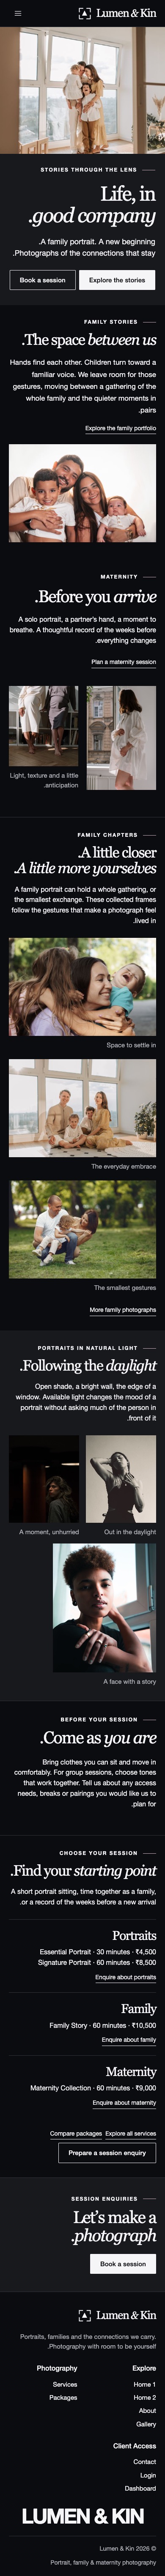 Lumen & Kin
STORIES THROUGH THE LENS
Life, in
.good company
.A family portrait. A new beginning
.Photographs of the connections that stay
Book a session
Explore the stories
FAMILY STORIES
.The space between us
Hands find each other. Children turn toward a
familiar voice. We leave room for those
gestures, moving between a gathering of the
whole family and the quieter moments in
.pairs
Explore the family portfolio
MATERNITY
.Before you arrive
A solo portrait, a partner's hand, a moment to
breathe. A thoughtful record of the weeks before
.everything changes
Plan a maternity session
Light, texture and a little
.anticipation
FAMILY CHAPTERS
.A little closer
.A little more yourselves
A family portrait can hold a whole gathering, or
the smallest exchange. These collected frames
follow the gestures that make a photograph feel
.lived in
Space to settle in
The everyday embrace
The smallest gestures
More family photographs
PORTRAITS IN NATURAL LIGHT
.Following the daylight
Open shade, a bright wall, the edge of a
window. Available light changes the mood of a
portrait without asking much of the person in
.front of it
A moment, unhurried
Out in the daylight
A face with a story
BEFORE YOUR SESSION
.Come as you are
Bring clothes you can sit and move in
comfortably. For group sessions, choose tones
that work together. Tell us about any access
needs, breaks or pairings you would like us to
.plan for
CHOOSE YOUR SESSION
.Find your starting point
A short portrait sitting, time together as a family,
.or a record of the weeks before a new arrival
Portraits
Essential Portrait · 30 minutes · ₹4,500
Signature Portrait · 60 minutes · ₹8,500
Enquire about portraits
Family
Family Story · 60 minutes · ₹10,500
Enquire about family
Maternity
Maternity Collection · 60 minutes · ₹9,000
Enquire about maternity
Compare packages
Explore all services
Prepare a session enquiry
SESSION ENQUIRIES
Let's make a
.photograph
Book a session
Lumen & Kin
Portraits, families and the connections we carry.
.Photography with room to be yourself
Photography
Explore
Services
Home 1
Packages
Home 2
About
Gallery
Client Access
Contact
Login
Dashboard
LUMEN & KIN
Lumen & Kin 2026 ©
Portrait, family & maternity photography